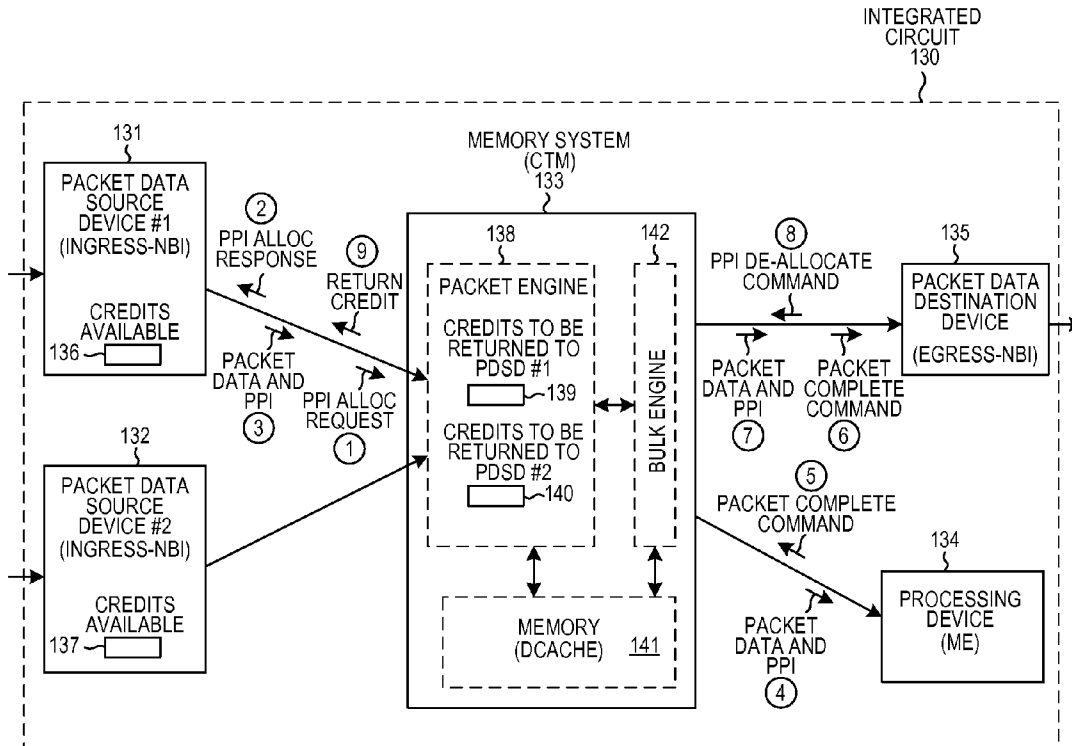 INTEGRATED
CIRCUIT
130
131
PACKET DATA
SOURCE
DEVICE #1
(INGRESS-NBI)
CREDITS
AVAILABLE
136
2
PPI ALLOC
RESPONSE
9
RETURN
CREDIT
PACKET
DATA AND
PPI
3
PPI ALLOC
REQUEST
1
132
PACKET DATA
SOURCE
DEVICE #2
(INGRESS-NBI)
CREDITS
AVAILABLE
137
MEMORY SYSTEM
(CTM)
133
138
PACKET ENGINE
CREDITS TO BE
RETURNED TO
PDSD #1
139
CREDITS TO BE
RETURNED TO
PDSD #2
140
142
BULK ENGINE
MEMORY
(DCACHE)
141
8
PPI DE-ALLOCATE
COMMAND
PACKET
DATA AND
PPI
7
PACKET
COMPLETE
COMMAND
6
135
PACKET DATA
DESTINATION
DEVICE
(EGRESS-NBI)
5
PACKET COMPLETE
COMMAND
PACKET
DATA AND
PPI
4
134
PROCESSING
DEVICE
(ME)